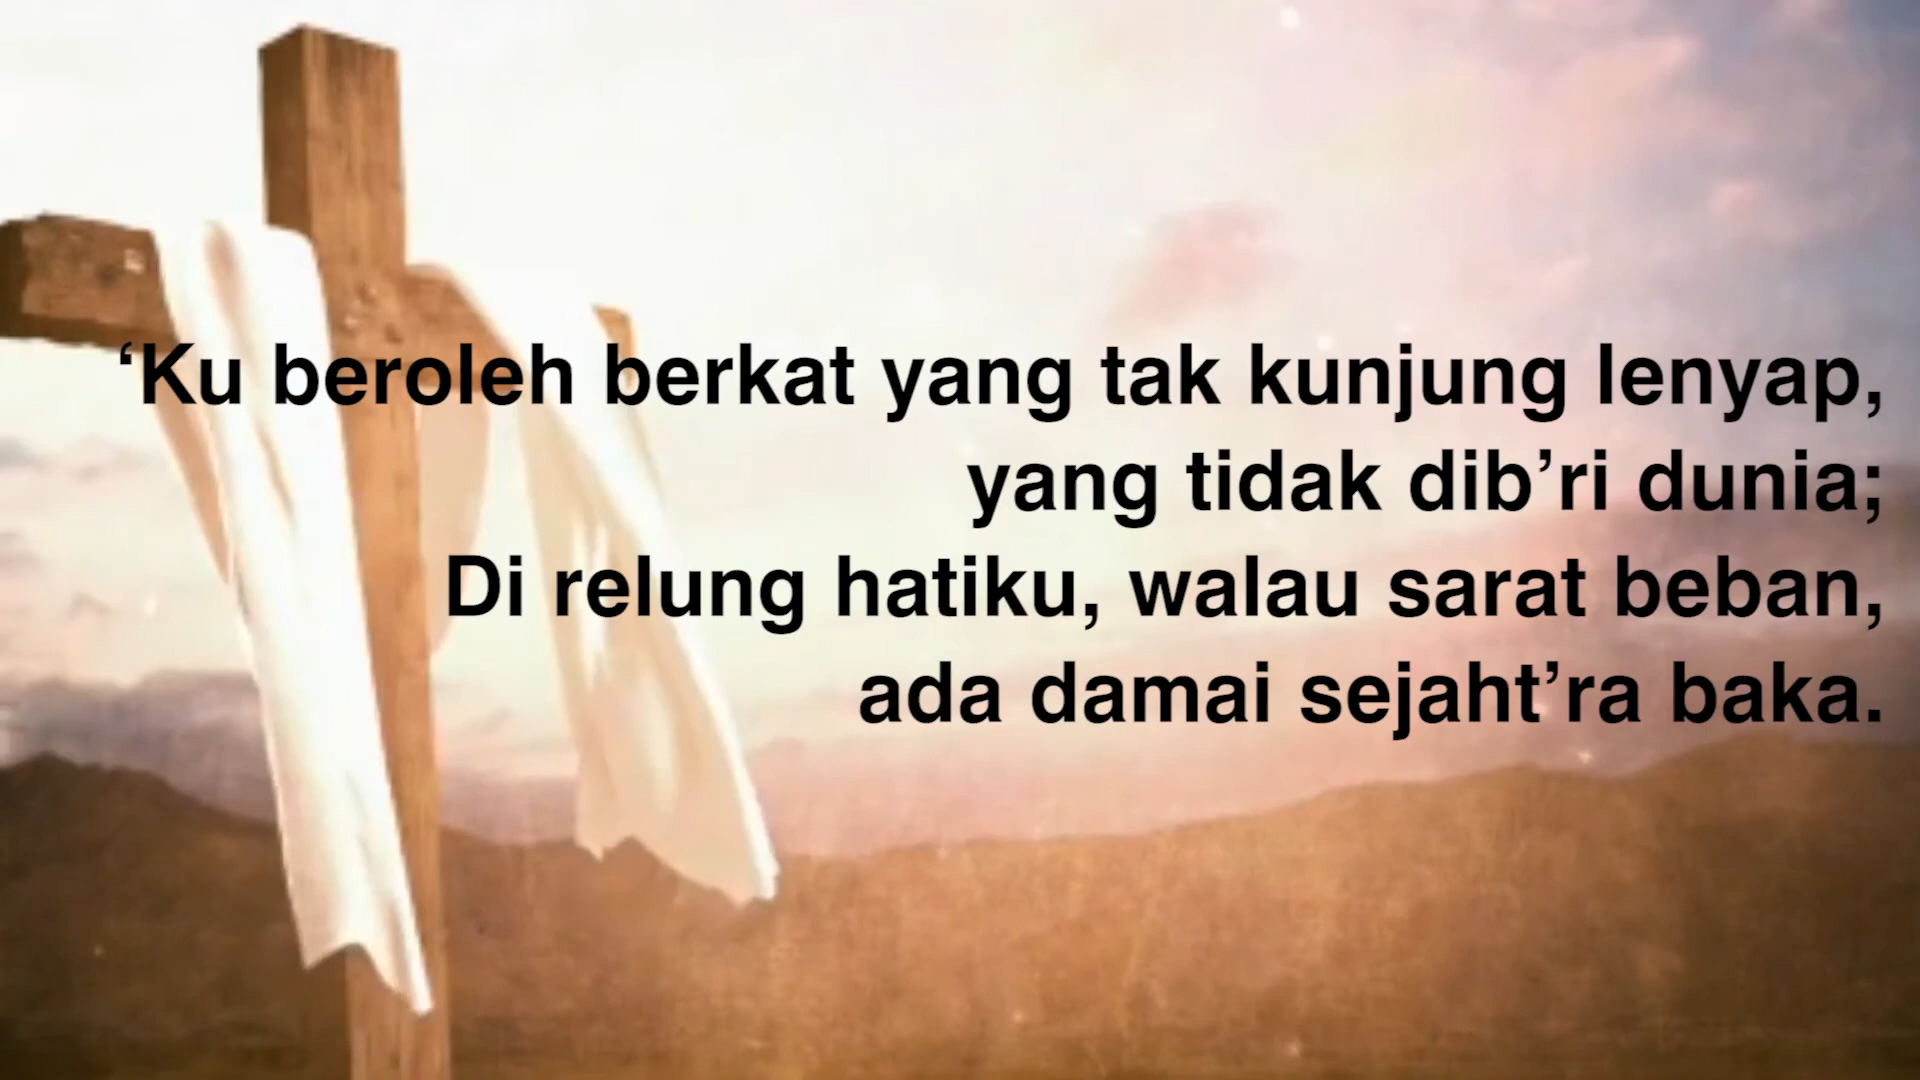 ‘Ku beroleh berkat yang tak kunjung lenyap,
yang tidak dib’ri dunia;
Di relung hatiku, walau sarat beban,
ada damai sejaht’ra baka.